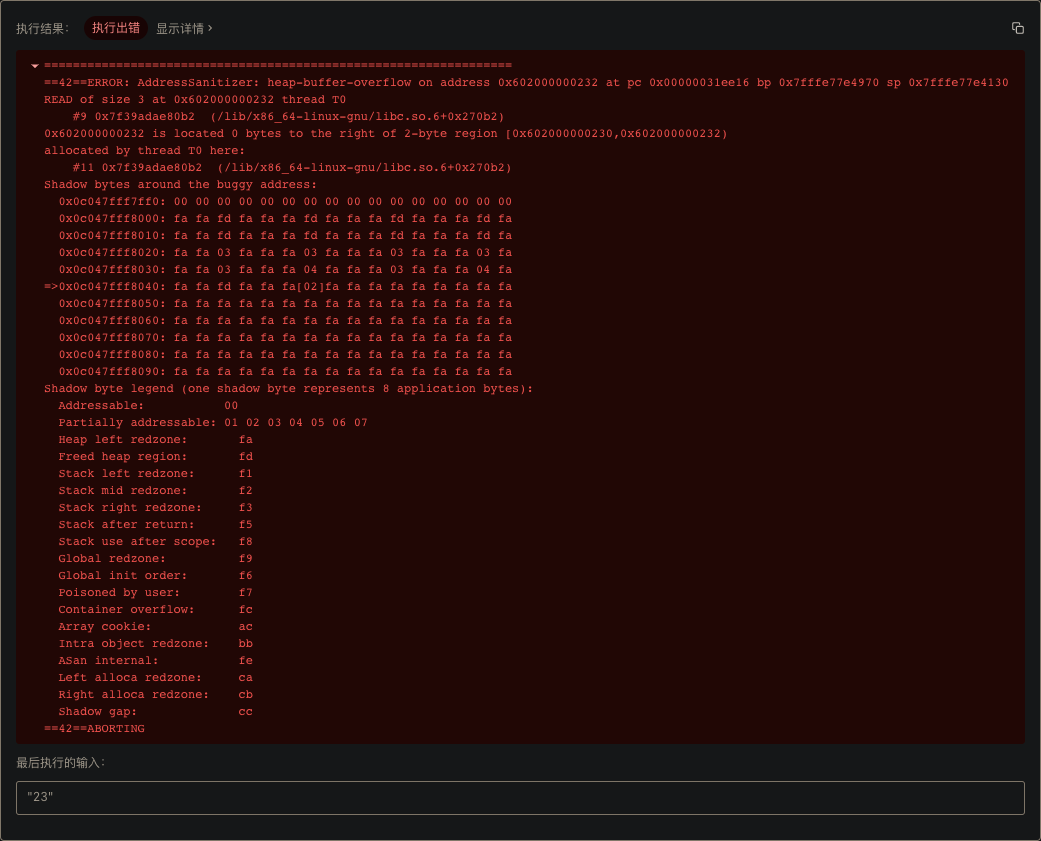 执行结果： 执行出错 显示详情 >
=================================================================
==42==ERROR: AddressSanitizer: heap-buffer-overflow on address 0x602000000232 at pc 0x00000031ee16 bp 0x7fffe77e4970 sp 0x7fffe77e4130
READ of size 3 at 0x602000000232 thread T0
    #9 0x7f39adae80b2  (/lib/x86_64-linux-gnu/libc.so.6+0x270b2)
0x602000000232 is located 0 bytes to the right of 2-byte region [0x602000000230,0x602000000232)
allocated by thread T0 here:
    #11 0x7f39adae80b2  (/lib/x86_64-linux-gnu/libc.so.6+0x270b2)
Shadow bytes around the buggy address:
  0x0c047fff7ff0: 00 00 00 00 00 00 00 00 00 00 00 00 00 00 00 00
  0x0c047fff8000: fa fa fd fa fa fa fd fa fa fa fd fa fa fa fd fa
  0x0c047fff8010: fa fa fd fa fa fa fd fa fa fa fd fa fa fa fd fa
  0x0c047fff8020: fa fa 03 fa fa fa 03 fa fa fa 03 fa fa fa 03 fa
  0x0c047fff8030: fa fa 03 fa fa fa 04 fa fa fa 03 fa fa fa 04 fa
=>0x0c047fff8040: fa fa fd fa fa fa[02]fa fa fa fa fa fa fa fa fa
  0x0c047fff8050: fa fa fa fa fa fa fa fa fa fa fa fa fa fa fa fa
  0x0c047fff8060: fa fa fa fa fa fa fa fa fa fa fa fa fa fa fa fa
  0x0c047fff8070: fa fa fa fa fa fa fa fa fa fa fa fa fa fa fa fa
  0x0c047fff8080: fa fa fa fa fa fa fa fa fa fa fa fa fa fa fa fa
  0x0c047fff8090: fa fa fa fa fa fa fa fa fa fa fa fa fa fa fa fa
Shadow byte legend (one shadow byte represents 8 application bytes):
  Addressable:           00
  Partially addressable: 01 02 03 04 05 06 07
  Heap left redzone:       fa
  Freed heap region:       fd
  Stack left redzone:      f1
  Stack mid redzone:       f2
  Stack right redzone:     f3
  Stack after return:      f5
  Stack use after scope:   f8
  Global redzone:          f9
  Global init order:       f6
  Poisoned by user:        f7
  Container overflow:      fc
  Array cookie:            ac
  Intra object redzone:    bb
  ASan internal:           fe
  Left alloca redzone:     ca
  Right alloca redzone:    cb
  Shadow gap:              cc
==42==ABORTING
最后执行的输入：
"23"